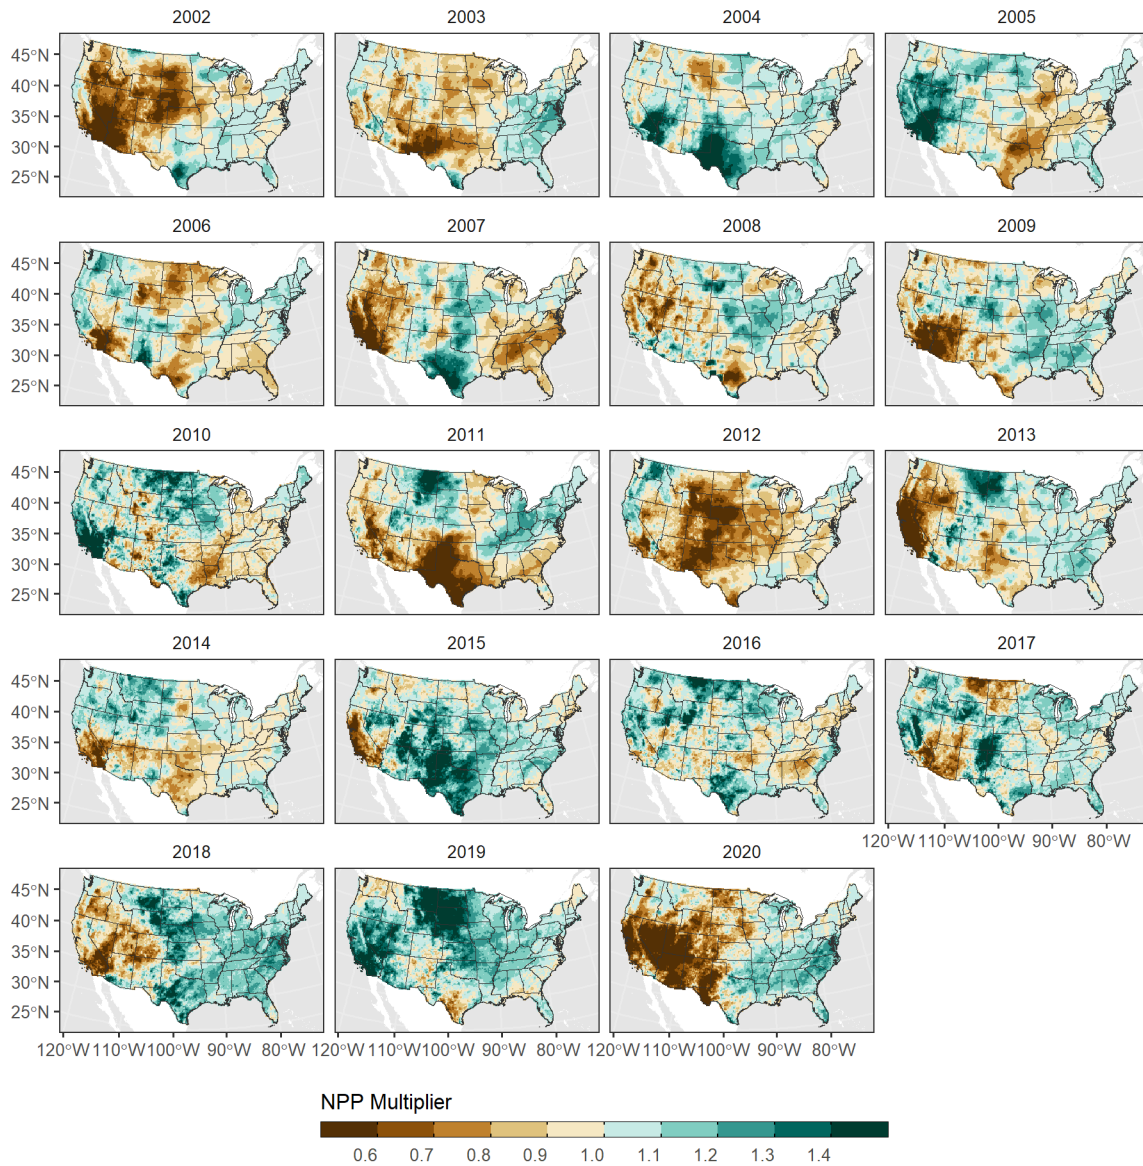 2002 2003 2004 2005
45°N
40°N
35°N
30°N
25°N
2006 2007 2008 2009
45°N
40°N
35°N
30°N
25°N
2010 2011 2012 2013
45°N
40°N
35°N
30°N
25°N
2014 2015 2016 2017
45°N
40°N
35°N
30°N
25°N
120°W 110°W 100°W 90°W 80°W
2018 2019 2020
45°N
40°N
35°N
30°N
25°N
120°W 110°W 100°W 90°W 80°W 120°W 110°W 100°W 90°W 80°W 120°W 110°W 100°W 90°W 80°W
NPP Multiplier
0.6 0.7 0.8 0.9 1.0 1.1 1.2 1.3 1.4